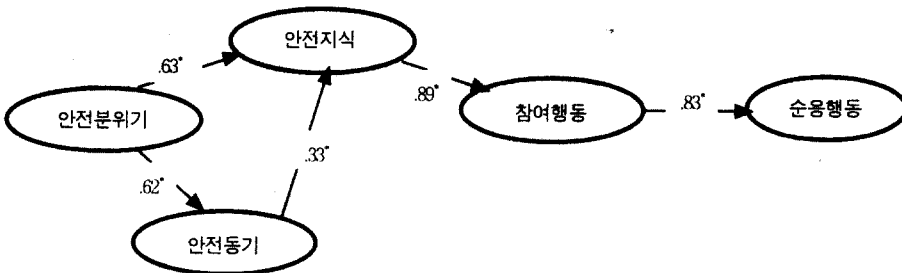 안전지식
.63*
.89*
안전분위기
참여행동
.83*
순응행동
.33*
.62*
안전동기